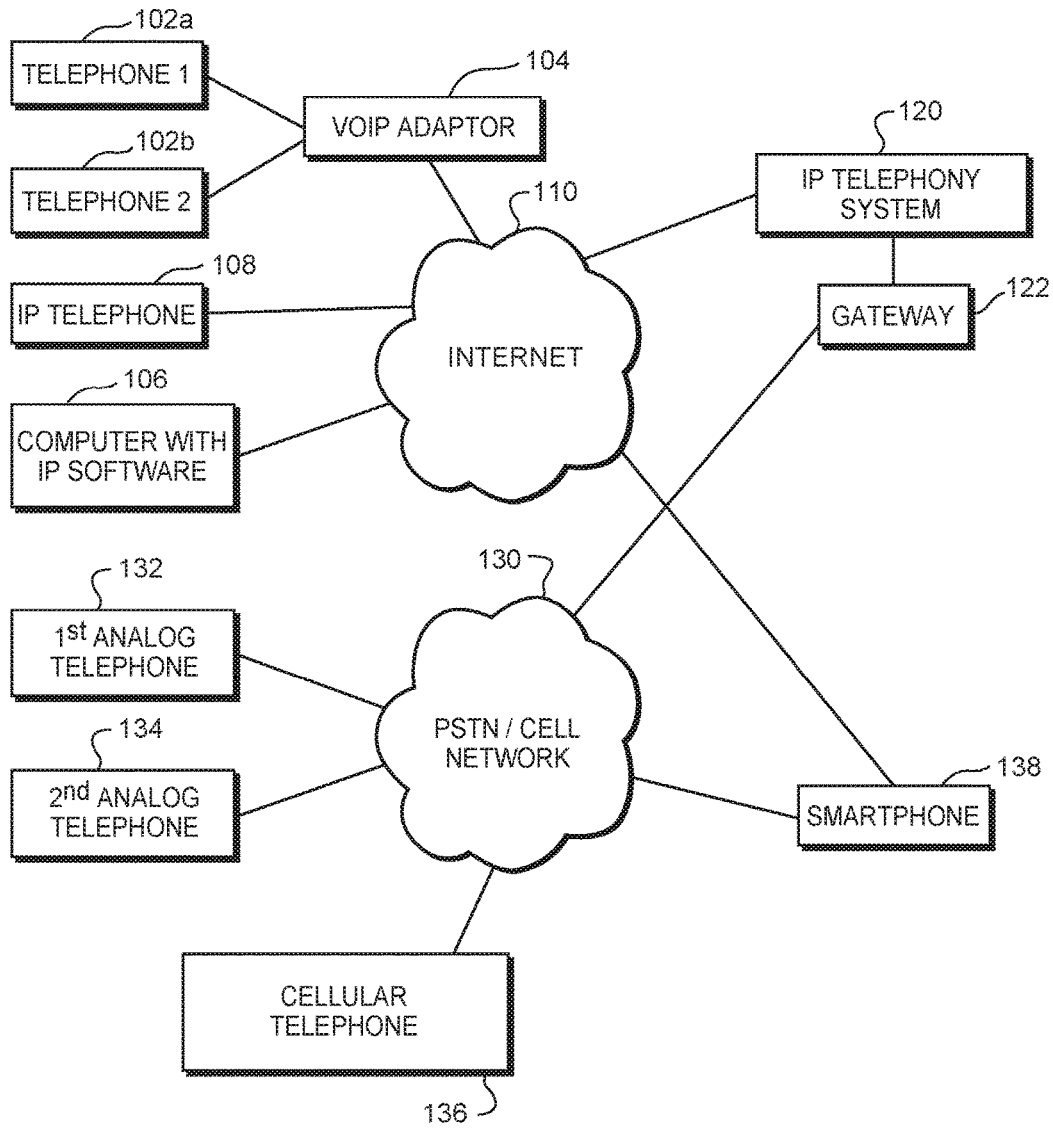 102a
TELEPHONE 1
104
VOIP ADAPTOR
102b
TELEPHONE 2
120
IP TELEPHONY
SYSTEM
110
108
IP TELEPHONE
122
GATEWAY
INTERNET
106
COMPUTER WITH
IP SOFTWARE
130
132
1st ANALOG
TELEPHONE
PSTN / CELL
NETWORK
134
2nd ANALOG
TELEPHONE
138
SMARTPHONE
CELLULAR
TELEPHONE
136